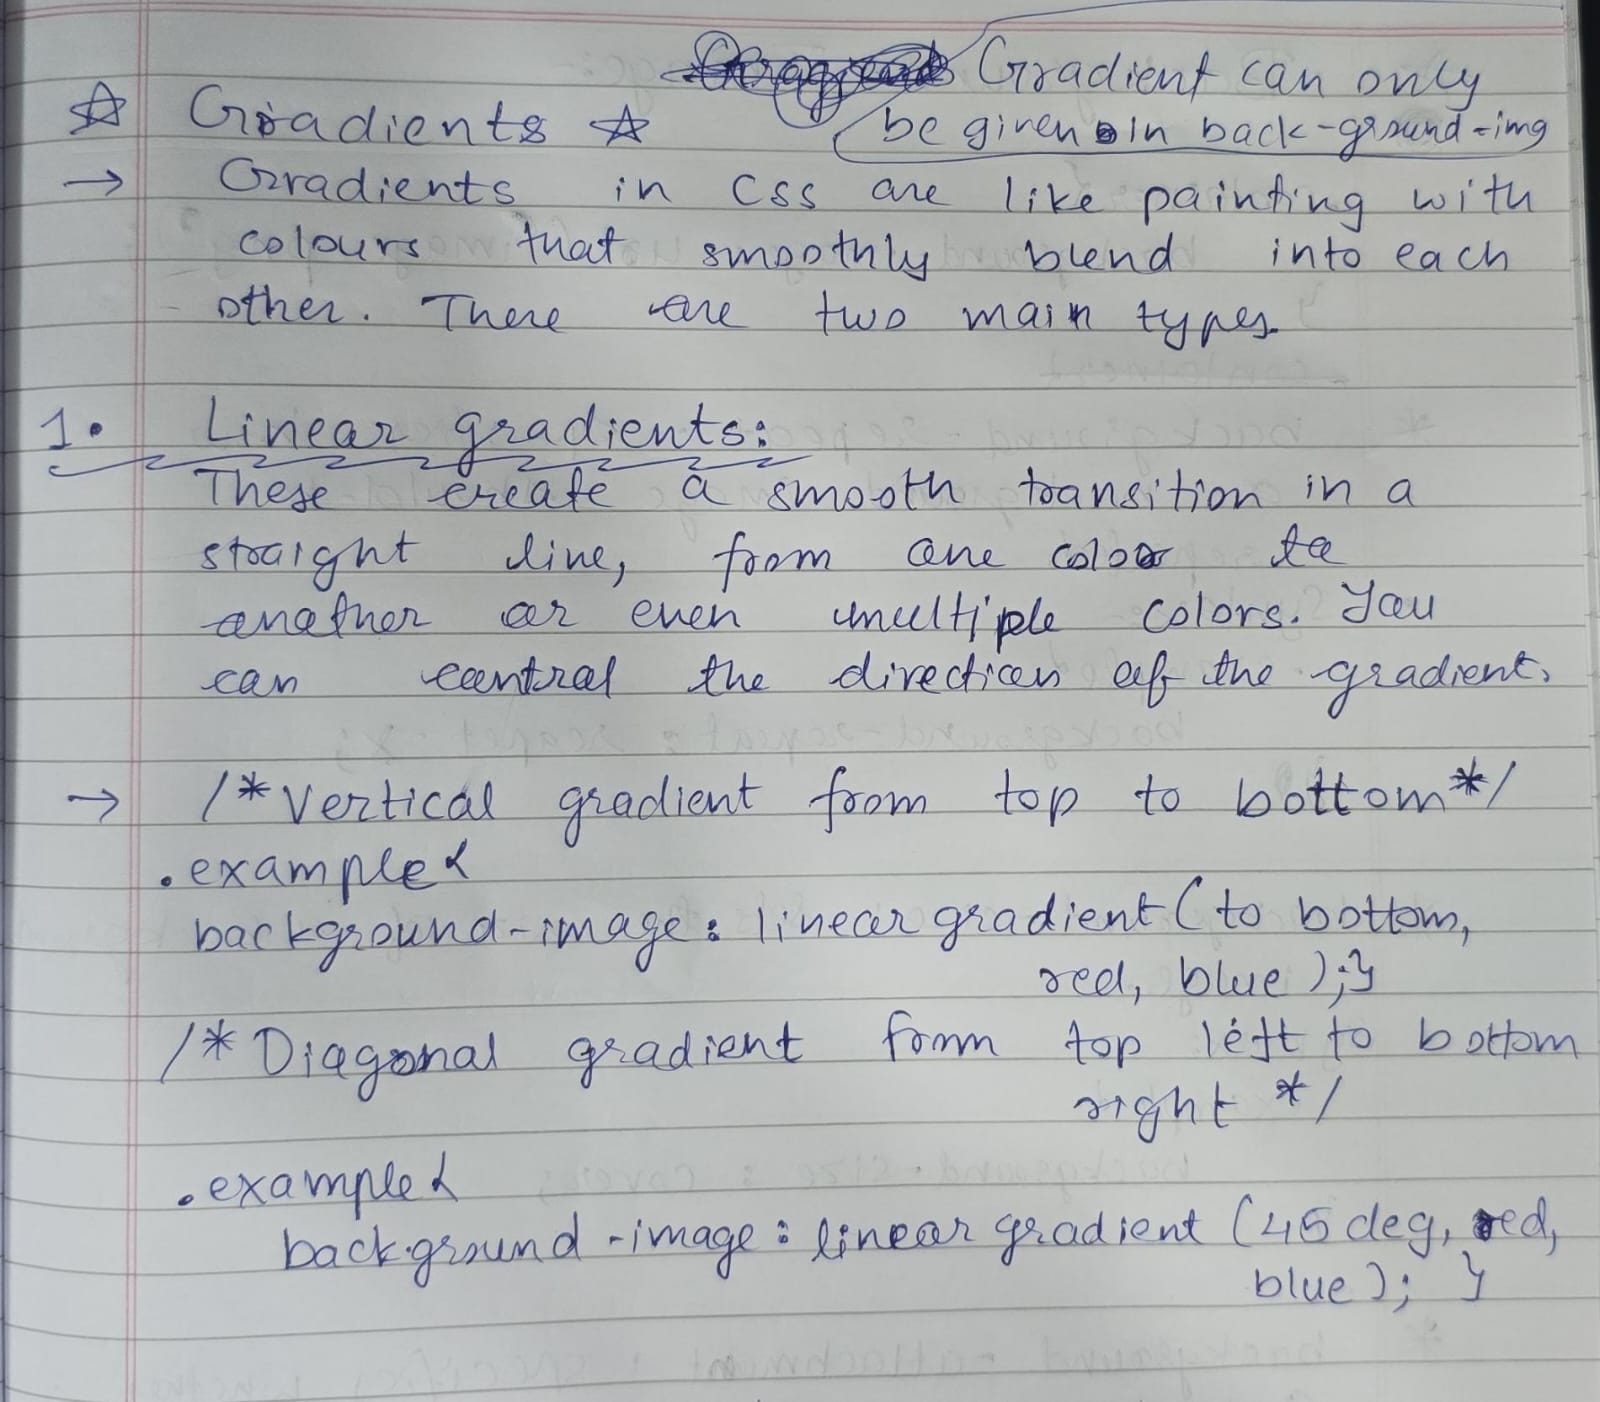 Gradient can only
be given in back-ground-img
☆ Gradients ☆
→ Gradients in CSS are like painting with
colours that smoothly blend into each
other. There are two main types.
1. Linear gradients:
These create a smooth transition in a
straight line, from one color to
another or even multiple colors. You
can control the direction of the gradient.
→ /* Vertical gradient from top to bottom */
.example{
background-image: linear gradient (to bottom,
red, blue );}
/* Diagonal gradient from top left to bottom
right */
.example{
background-image: linear gradient (45 deg, red,
blue ); }